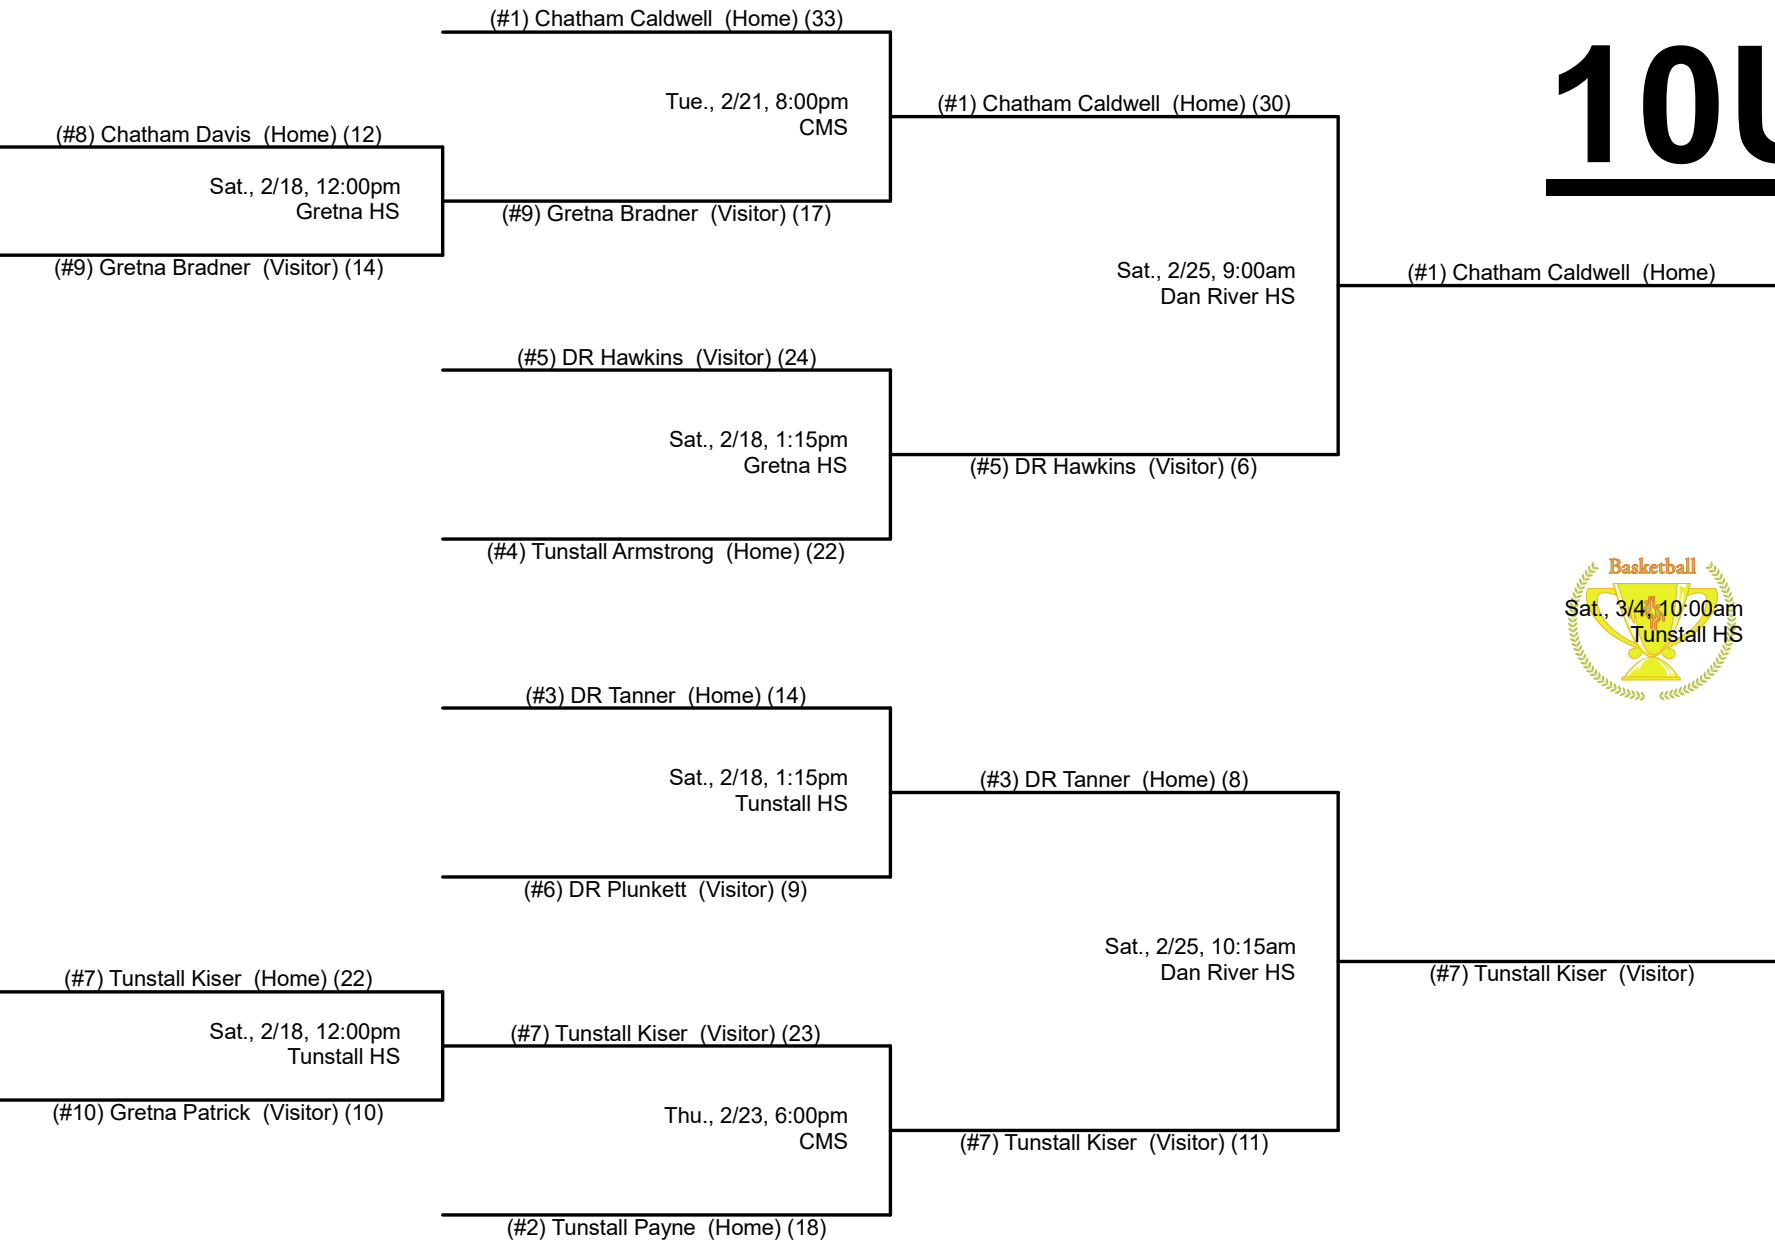 (#1) Chatham Caldwell (Home) (33)
10U
Tue., 2/21, 8:00pm
CMS
(#1) Chatham Caldwell (Home) (30)
(#8) Chatham Davis (Home) (12)
Sat., 2/18, 12:00pm
Gretna HS
(#9) Gretna Bradner (Visitor) (17)
(#9) Gretna Bradner (Visitor) (14)
Sat., 2/25, 9:00am
Dan River HS
(#1) Chatham Caldwell (Home)
(#5) DR Hawkins (Visitor) (24)
Sat., 2/18, 1:15pm
Gretna HS
(#5) DR Hawkins (Visitor) (6)
(#4) Tunstall Armstrong (Home) (22)
Basketball
Sat., 3/4, 10:00am
Tunstall HS
(#3) DR Tanner (Home) (14)
Sat., 2/18, 1:15pm
Tunstall HS
(#3) DR Tanner (Home) (8)
(#6) DR Plunkett (Visitor) (9)
Sat., 2/25, 10:15am
Dan River HS
(#7) Tunstall Kiser (Visitor)
(#7) Tunstall Kiser (Home) (22)
Sat., 2/18, 12:00pm
Tunstall HS
(#7) Tunstall Kiser (Visitor) (23)
(#10) Gretna Patrick (Visitor) (10)
Thu., 2/23, 6:00pm
CMS
(#7) Tunstall Kiser (Visitor) (11)
(#2) Tunstall Payne (Home) (18)